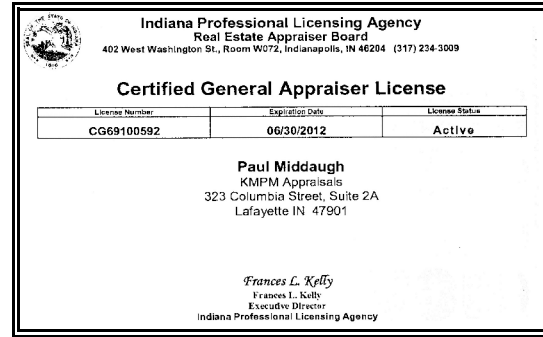 Indiana Professional Licensing Agency
Real Estate Appraiser Board
402 West Washington St., Room W072, Indianapolis, IN 46204 (317) 234-3009
Certified General Appraiser License
License Number Expiration Date License Status
CG69100592 06/30/2012 Active
Paul Middaugh
KMPM Appraisals
323 Columbia Street, Suite 2A
Lafayette IN 47901
Frances L. Kelly
Frances L. Kelly
Executive Director
Indiana Professional Licensing Agency